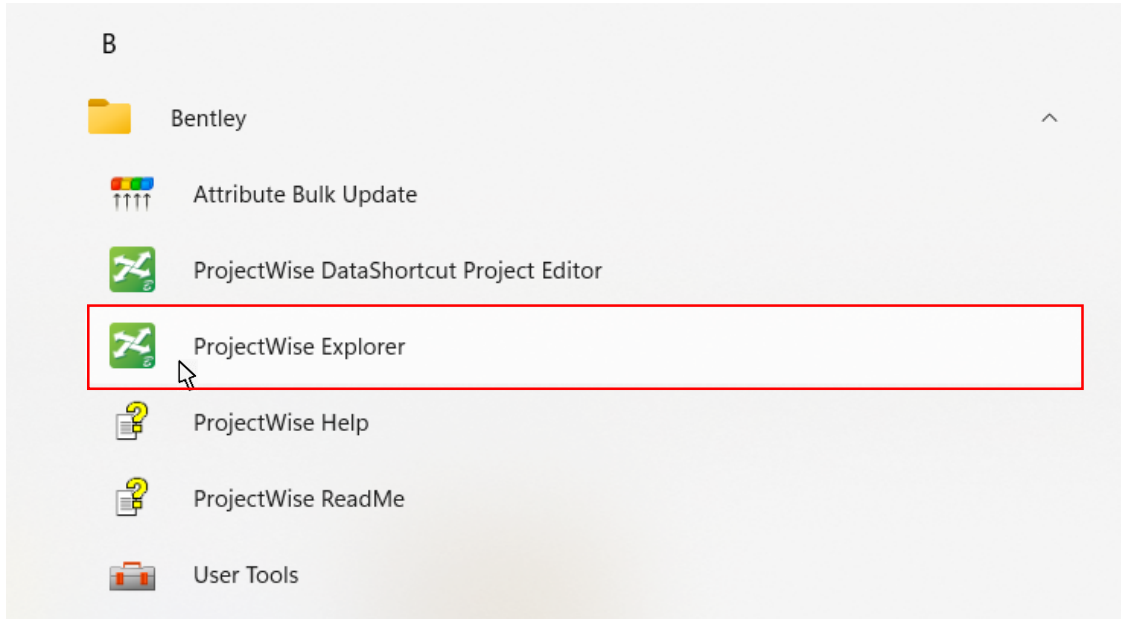 B
Bentley
Attribute Bulk Update
ProjectWise DataShortcut Project Editor
ProjectWise Explorer
ProjectWise Help
ProjectWise ReadMe
User Tools